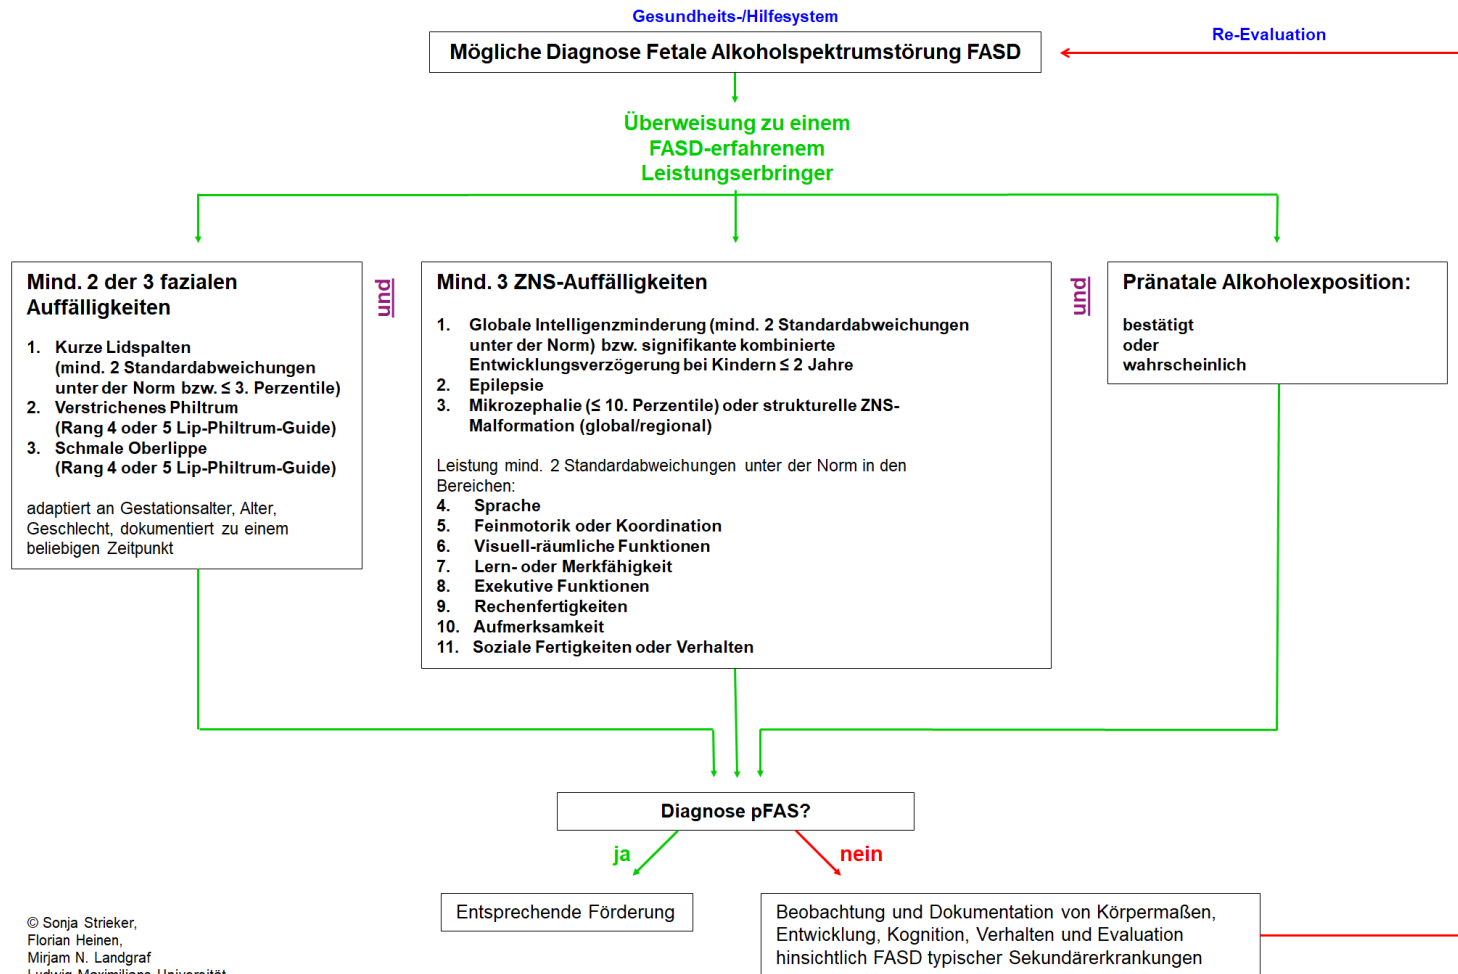 Gesundheits-/Hilfesystem
Mögliche Diagnose Fetale Alkoholspektrumstörung FASD
Re-Evaluation
Überweisung zu einem
FASD-erfahrenem
Leistungserbringer
Mind. 2 der 3 fazialen
Auffälligkeiten
1. Kurze Lidspalten
(mind. 2 Standardabweichungen
unter der Norm bzw. ≤ 3. Perzentile)
2. Verstrichenes Philtrum
(Rang 4 oder 5 Lip-Philtrum-Guide)
3. Schmale Oberlippe
(Rang 4 oder 5 Lip-Philtrum-Guide)
adaptiert an Gestationsalter, Alter,
Geschlecht, dokumentiert zu einem
beliebigen Zeitpunkt
und
Mind. 3 ZNS-Auffälligkeiten
1. Globale Intelligenzminderung (mind. 2 Standardabweichungen
unter der Norm) bzw. signifikante kombinierte
Entwicklungsverzögerung bei Kindern ≤ 2 Jahre
2. Epilepsie
3. Mikrozephalie (≤ 10. Perzentile) oder strukturelle ZNS-
Malformation (global/regional)
Leistung mind. 2 Standardabweichungen unter der Norm in den
Bereichen:
4. Sprache
5. Feinmotorik oder Koordination
6. Visuell-räumliche Funktionen
7. Lern- oder Merkfähigkeit
8. Exekutive Funktionen
9. Rechenfertigkeiten
10. Aufmerksamkeit
11. Soziale Fertigkeiten oder Verhalten
und
Pränatale Alkoholexposition:
bestätigt
oder
wahrscheinlich
Diagnose pFAS?
ja
nein
Entsprechende Förderung
Beobachtung und Dokumentation von Körpermaßen,
Entwicklung, Kognition, Verhalten und Evaluation
hinsichtlich FASD typischer Sekundärerkrankungen
© Sonja Strieker,
Florian Heinen,
Mirjam N. Landgraf
Ludwig-Maximilians-Universität